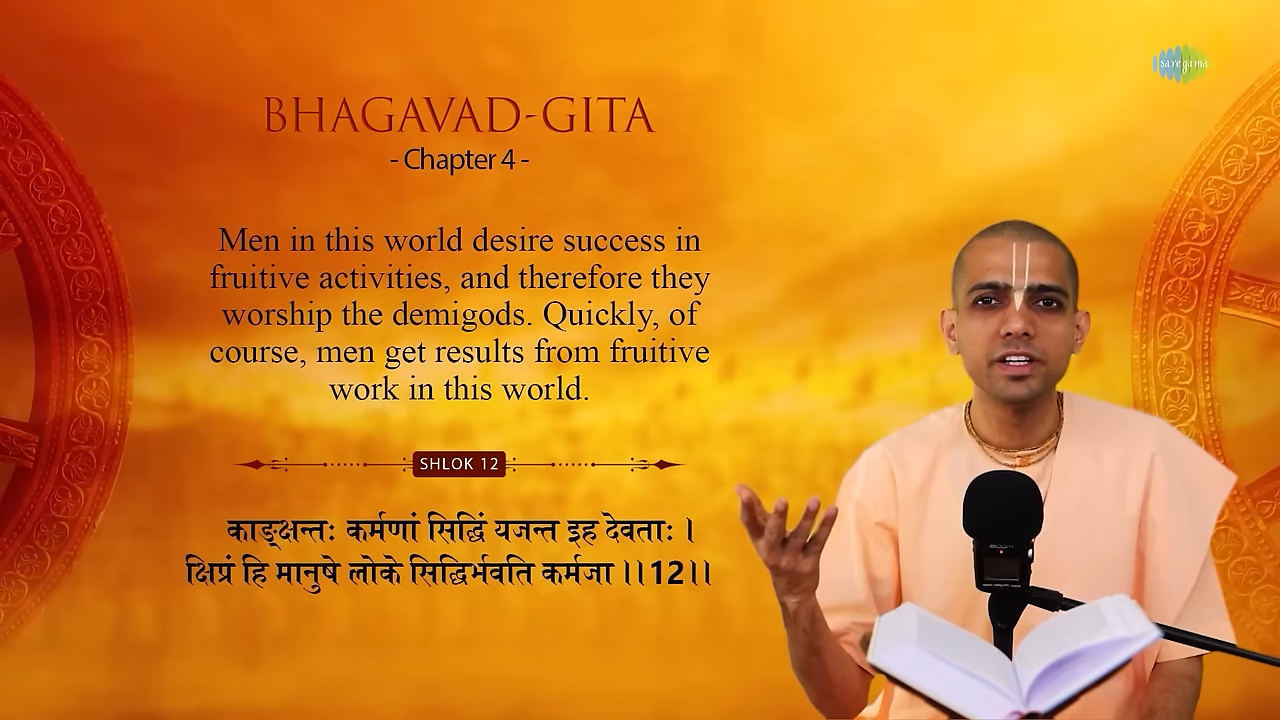 saregama
BHAGAVAD-GITA
- Chapter 4 -
Men in this world desire success in
fruitive activities, and therefore they
worship the demigods. Quickly, of
course, men get results from fruitive
work in this world.
SHLOK 12
काङ्क्षन्तः कर्मणां सिद्धिं यजन्त इह देवताः ।
क्षिप्रं हि मानुषे लोके सिद्धिर्भवति कर्मजा ।।12।।